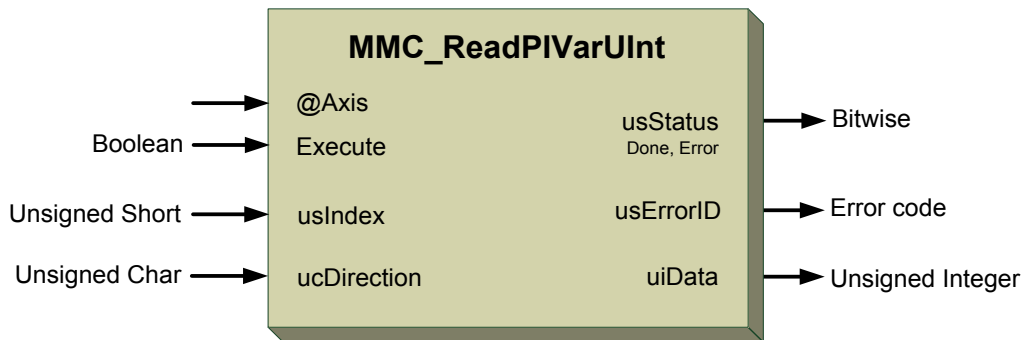 MMC_ReadPIVarUInt
@Axis
Boolean
Execute
usStatus
Done, Error
Bitwise
Unsigned Short
usIndex
usErrorID
Error code
Unsigned Char
ucDirection
uiData
Unsigned Integer